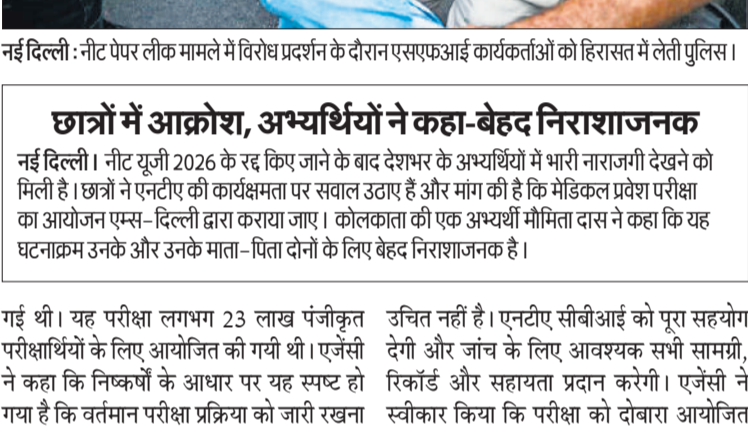 नई दिल्ली : नीट पेपर लीक मामले में विरोध प्रदर्शन के दौरान एसएफआई कार्यकर्ताओं को हिरासत में लेती पुलिस।
छात्रों में आक्रोश, अभ्यर्थियों ने कहा-बेहद निराशाजनक
नई दिल्ली। नीट यूजी 2026 के रद्द किए जाने के बाद देशभर के अभ्यर्थियों में भारी नाराजगी देखने को
मिली है। छात्रों ने एनटीए की कार्यक्षमता पर सवाल उठाए हैं और मांग की है कि मेडिकल प्रवेश परीक्षा
का आयोजन एम्स-दिल्ली द्वारा कराया जाए। कोलकाता की एक अभ्यर्थी मौमिता दास ने कहा कि यह
घटनाक्रम उनके और उनके माता-पिता दोनों के लिए बेहद निराशाजनक है।
गई थी। यह परीक्षा लगभग 23 लाख पंजीकृत
परीक्षार्थियों के लिए आयोजित की गयी थी। एजेंसी
ने कहा कि निष्कर्षों के आधार पर यह स्पष्ट हो
गया है कि वर्तमान परीक्षा प्रक्रिया को जारी रखना
उचित नहीं है। एनटीए सीबीआई को पूरा सहयोग
देगी और जांच के लिए आवश्यक सभी सामग्री,
रिकॉर्ड और सहायता प्रदान करेगी। एजेंसी ने
स्वीकार किया कि परीक्षा को दोबारा आयोजित